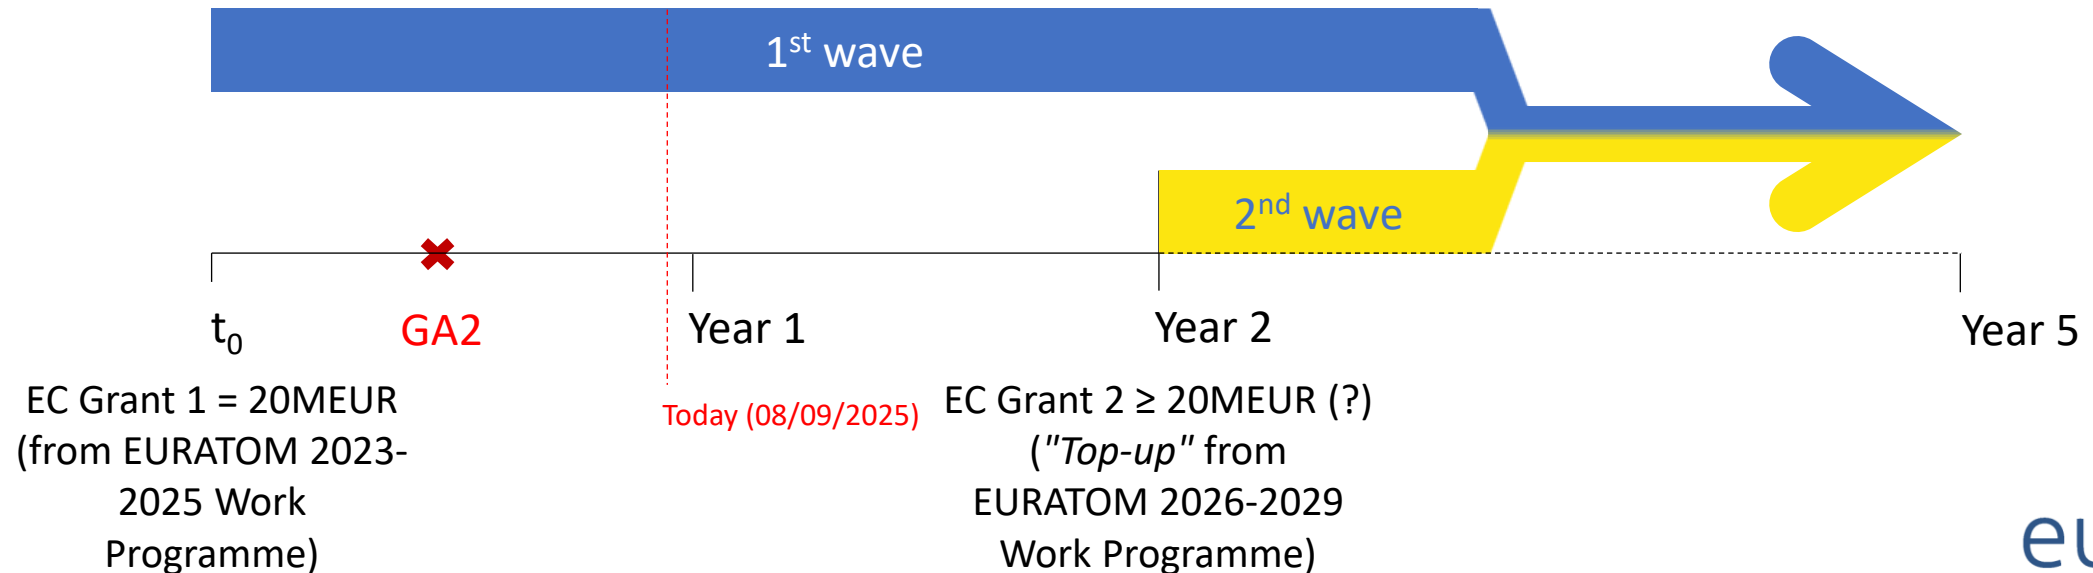 1st wave
2nd wave
t0
GA2
Year 1
Year 2
Year 5
EC Grant 1 = 20MEUR
(from EURATOM 2023-
2025 Work
Programme)
Today (08/09/2025)
EC Grant 2 ≥ 20MEUR (?)
("Top-up" from
EURATOM 2026-2029
Work Programme)